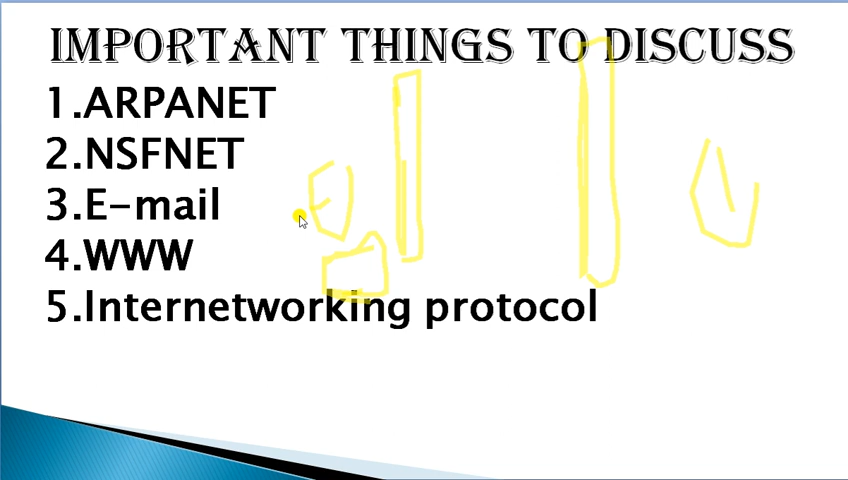 IMPORTANT THINGS TO DISCUSS
1.ARPANET
2.NSFNET
3.E-mail
4.WWW
5.Internetworking protocol